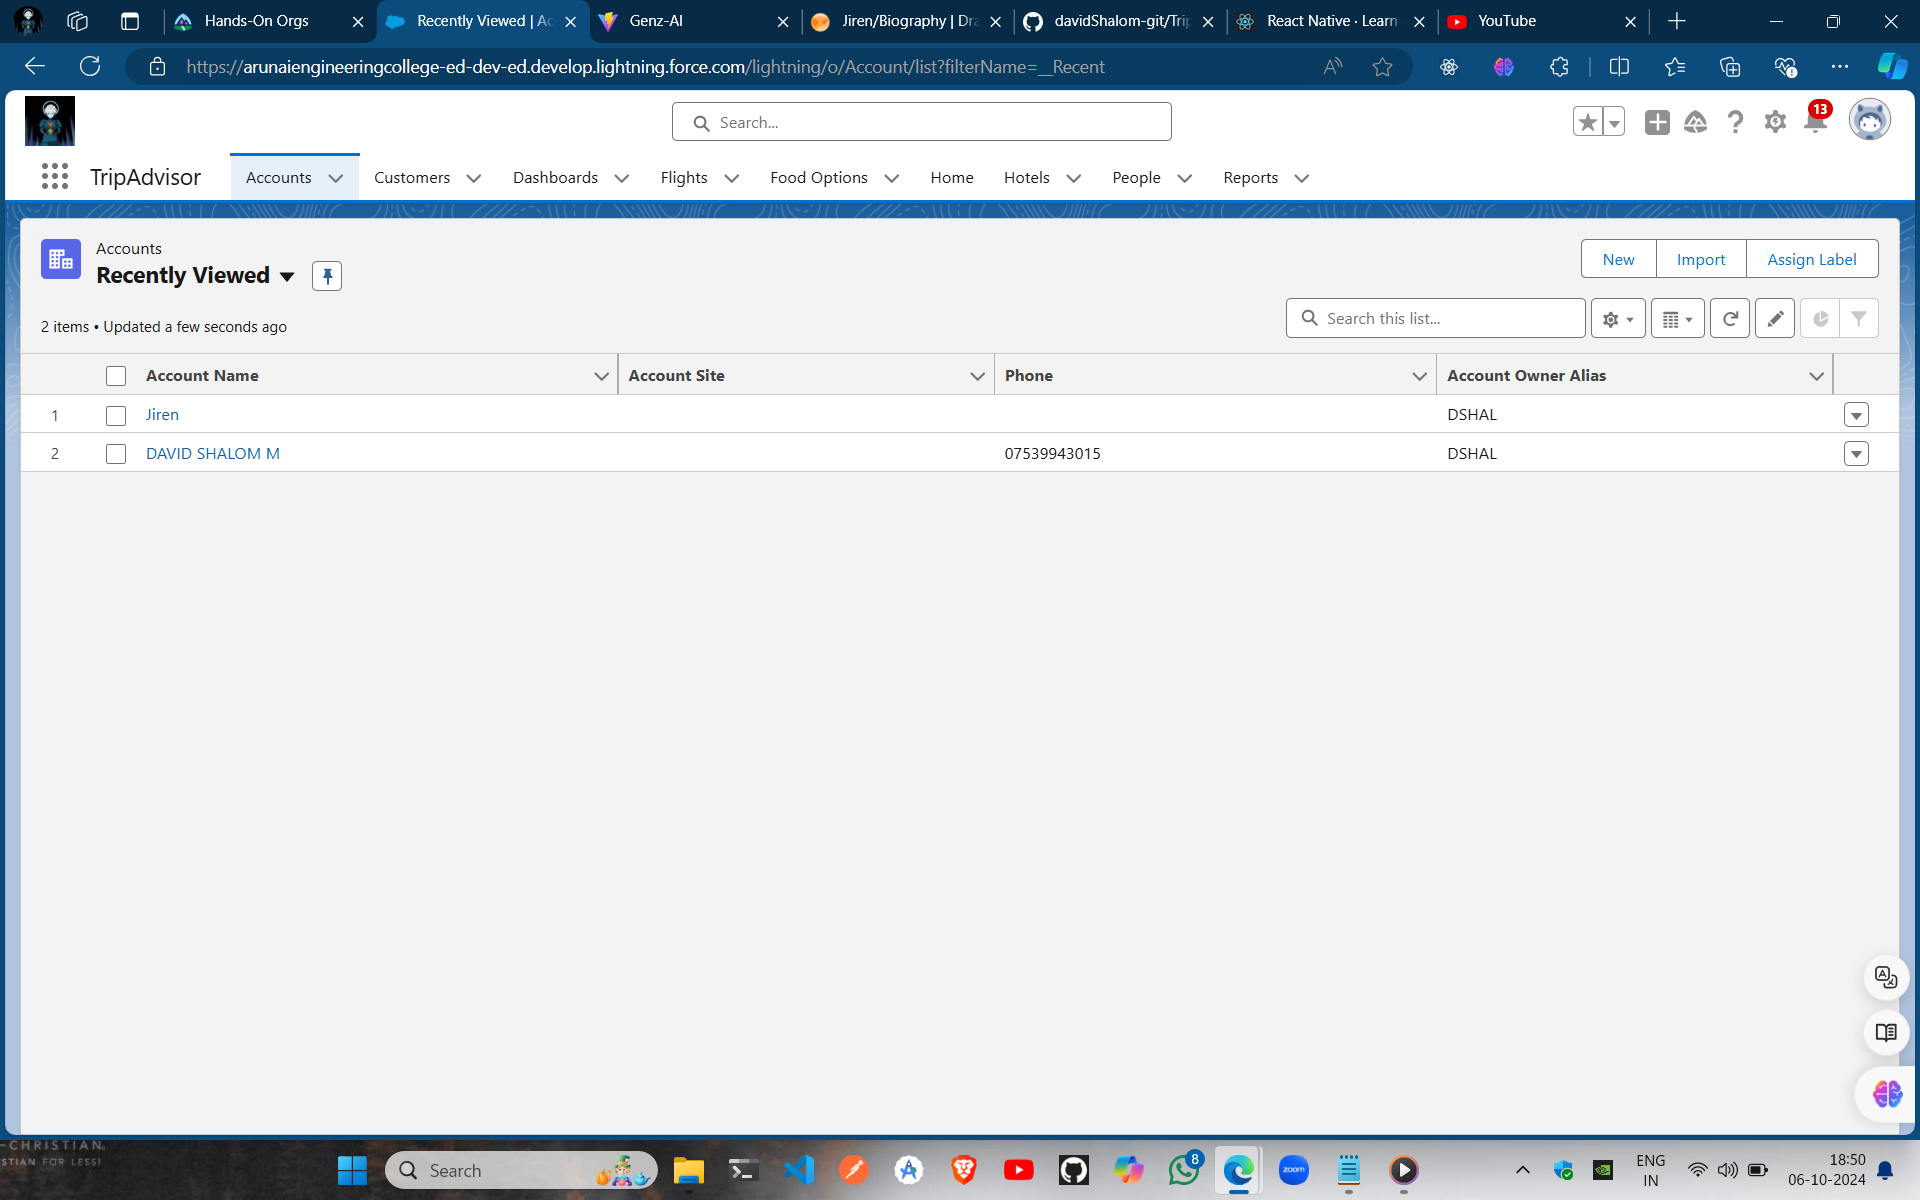 Hands-On Orgs
Recently Viewed | Ac
Genz-AI
Jiren/Biography | Dra
davidShalom-git/Trip
React Native · Learn
YouTube
https://arunaiengineeringcollege-ed-dev-ed.develop.lightning.force.com/lightning/o/Account/list?filterName=__Recent
Search...
13
TripAdvisor
Accounts
Customers
Dashboards
Flights
Food Options
Home
Hotels
People
Reports
Accounts
Recently Viewed
New
Import
Assign Label
2 items • Updated a few seconds ago
Search this list...
Account Name
Account Site
Phone
Account Owner Alias
1 Jiren DSHAL
2 DAVID SHALOM M 07539943015 DSHAL
-CHRISTIAN.
STIAN FOR LESS!
Search
8
zoom
ENG
IN
18:50
06-10-2024